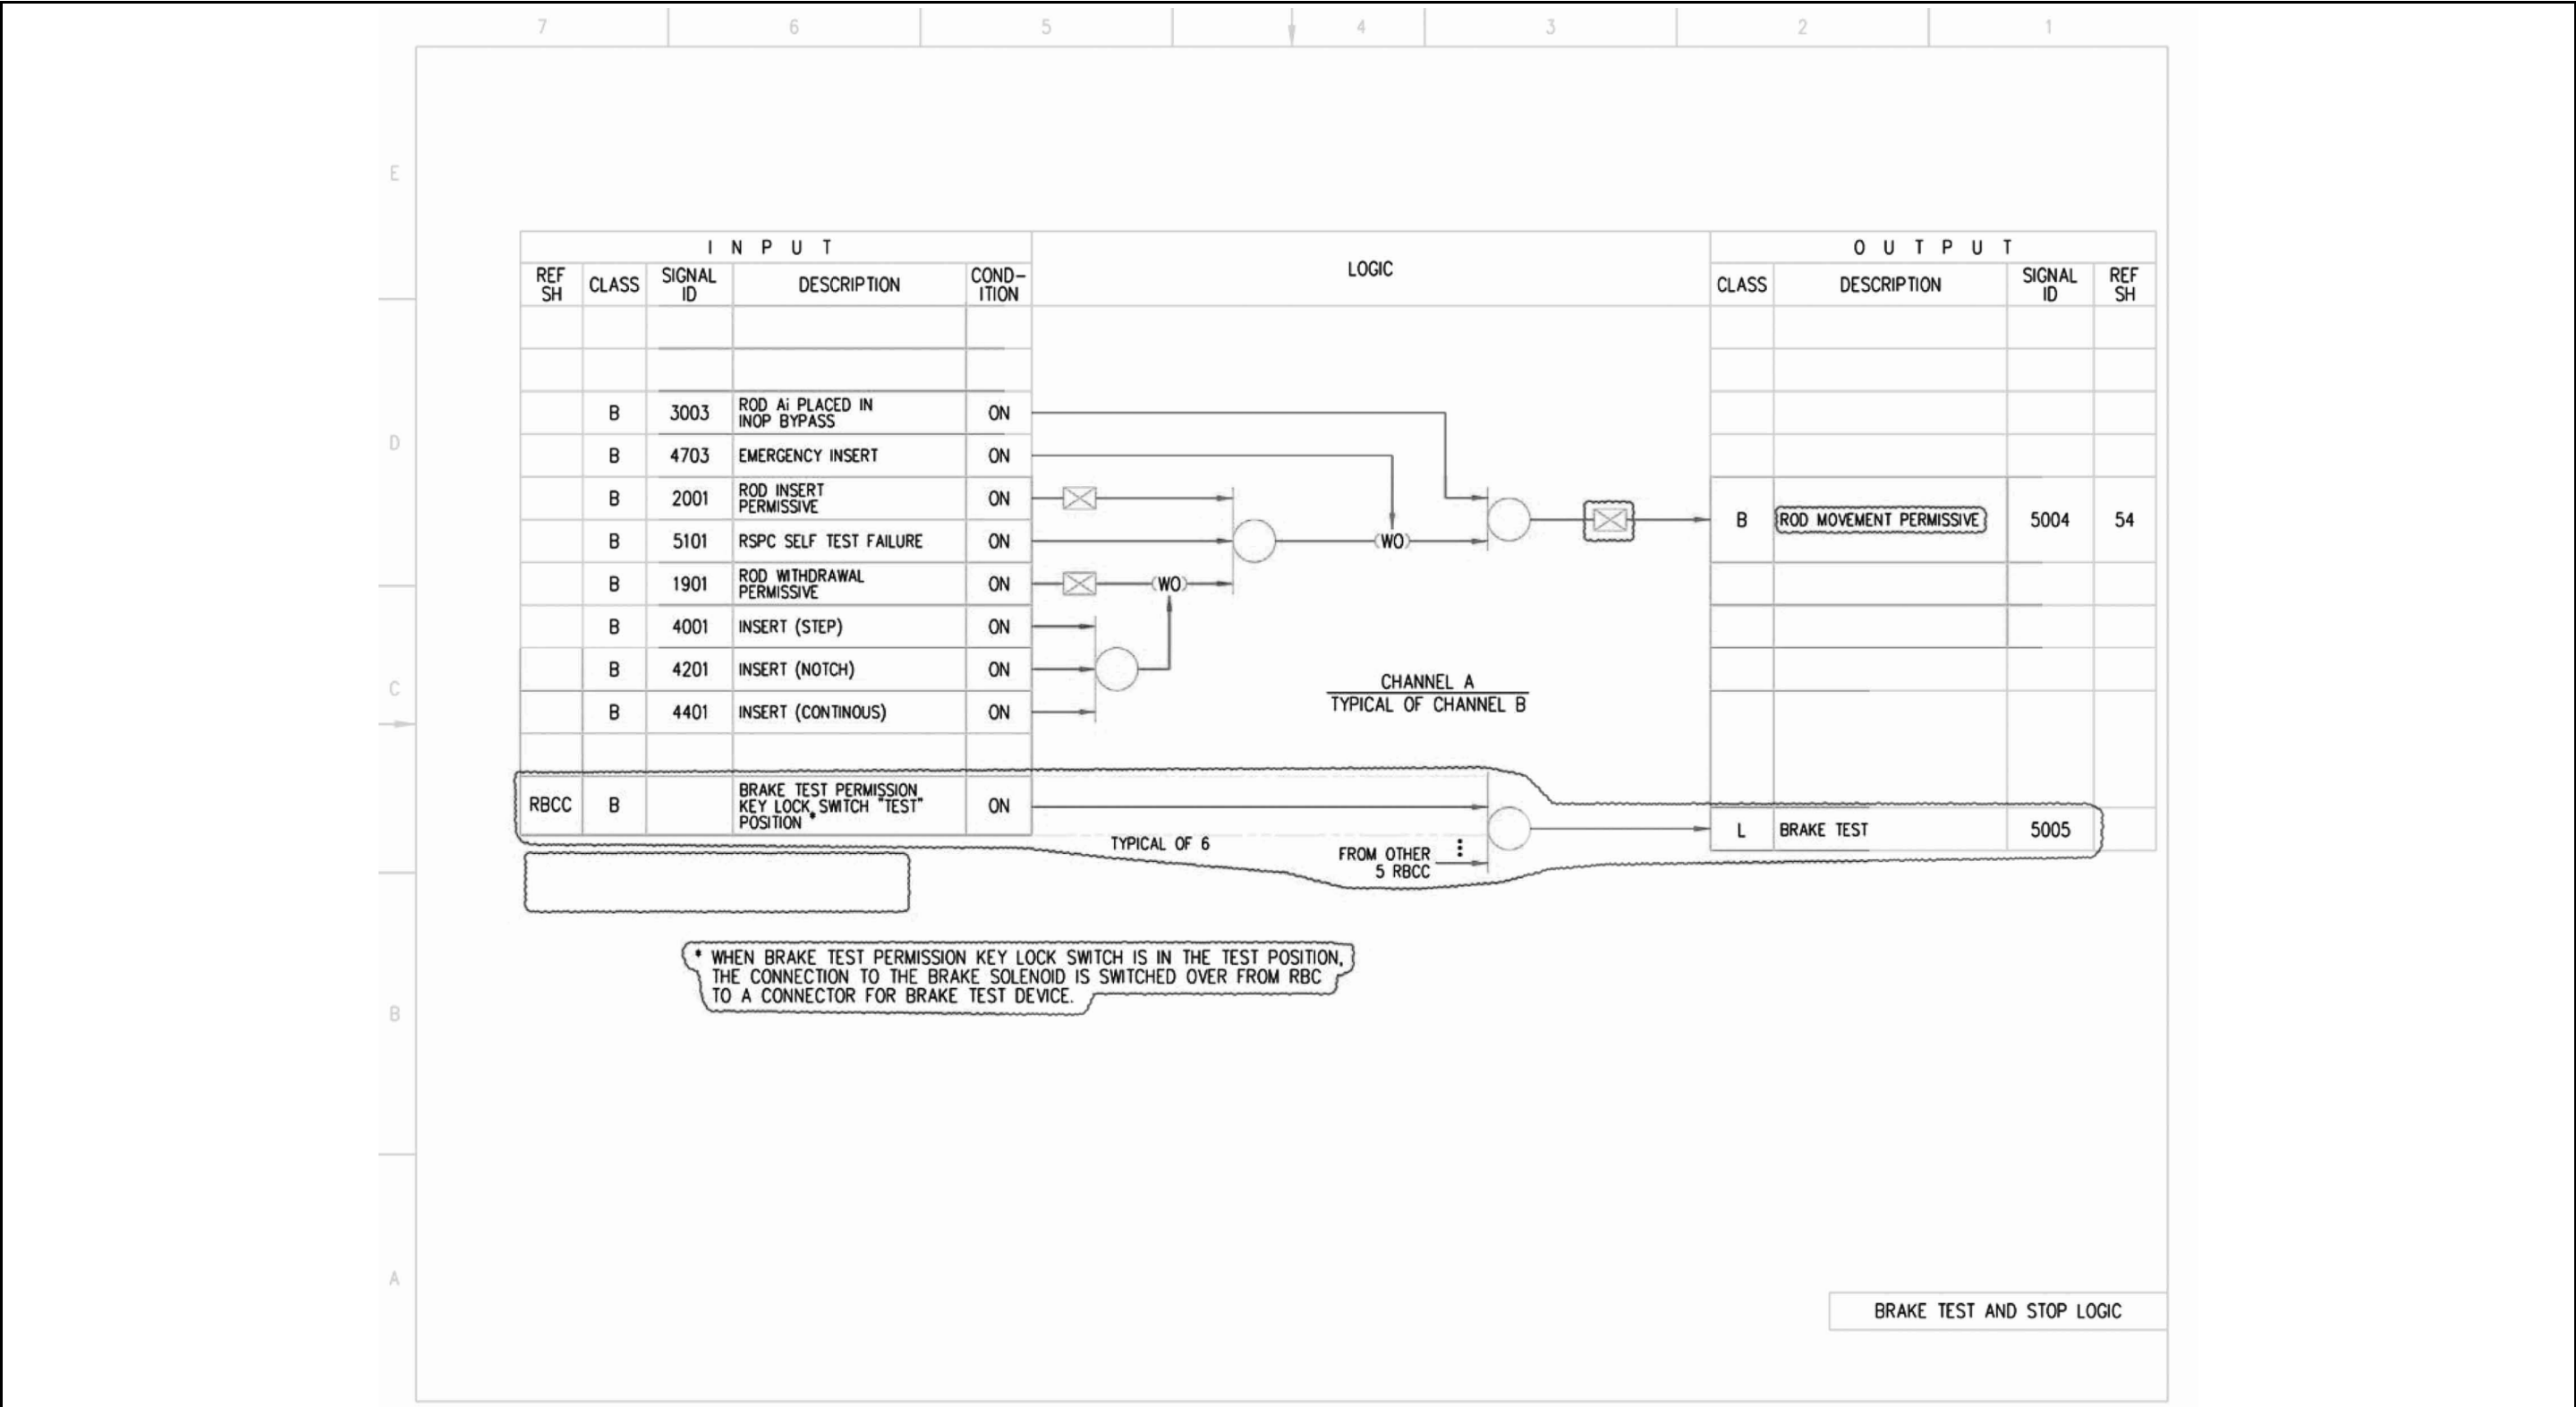 7 6 5 4 3 2 1
E
D
C
B
A
I N P U T
LOGIC
O U T P U T
REF SH CLASS SIGNAL ID DESCRIPTION COND-ITION
CLASS DESCRIPTION SIGNAL ID REF SH
B 3003 ROD Ai PLACED IN
INOP BYPASS ON
B 4703 EMERGENCY INSERT ON
B 2001 ROD INSERT
PERMISSIVE ON
B 5101 RSPC SELF TEST FAILURE ON
B 1901 ROD WITHDRAWAL
PERMISSIVE ON
B 4001 INSERT (STEP) ON
B 4201 INSERT (NOTCH) ON
B 4401 INSERT (CONTINOUS) ON
(WO)
(WO)
B ROD MOVEMENT PERMISSIVE 5004 54
CHANNEL A
TYPICAL OF CHANNEL B
RBCC B BRAKE TEST PERMISSION
KEY LOCK SWITCH "TEST"
POSITION * ON
TYPICAL OF 6
FROM OTHER
5 RBCC
L BRAKE TEST 5005
* WHEN BRAKE TEST PERMISSION KEY LOCK SWITCH IS IN THE TEST POSITION,
THE CONNECTION TO THE BRAKE SOLENOID IS SWITCHED OVER FROM RBC
TO A CONNECTOR FOR BRAKE TEST DEVICE.
BRAKE TEST AND STOP LOGIC